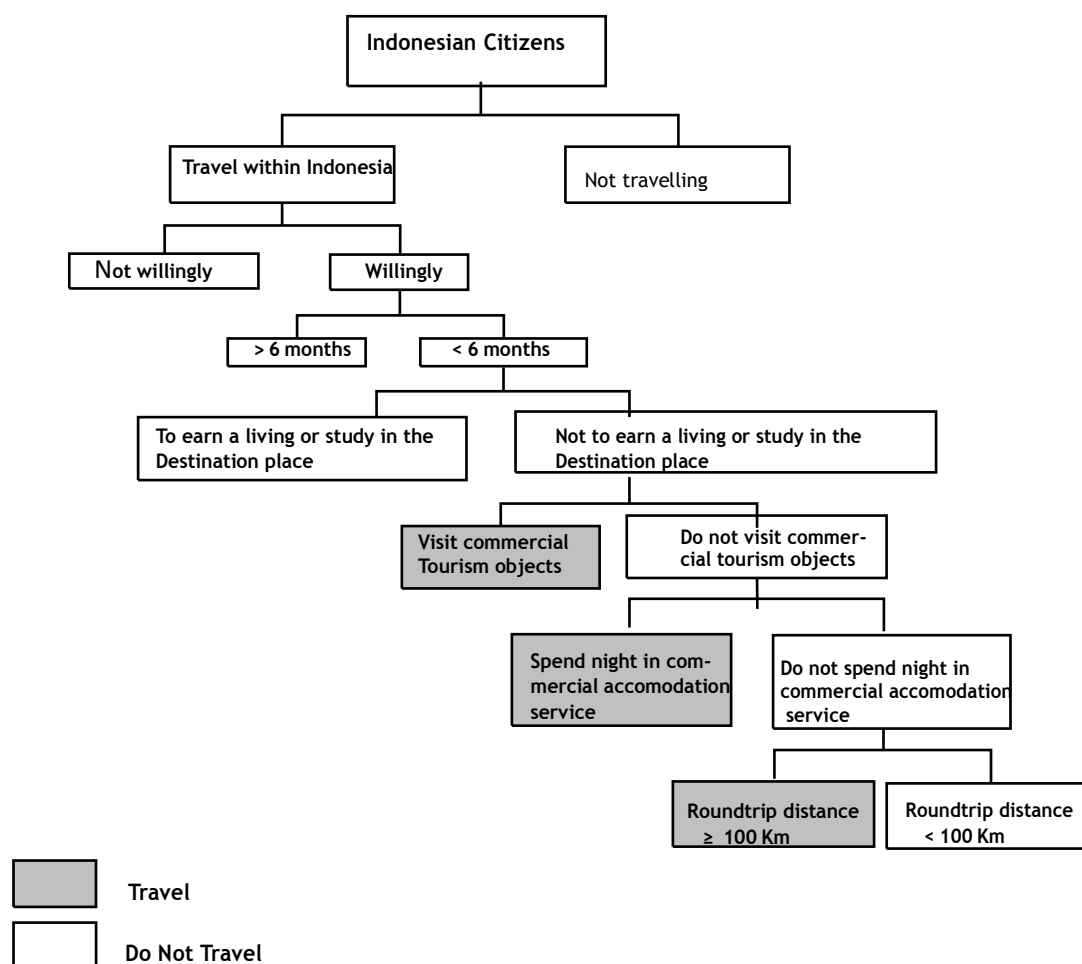 Indonesian Citizens
Travel within Indonesia
Not travelling
Not willingly
Willingly
> 6 months
< 6 months
To earn a living or study in the
Destination place
Not to earn a living or study in the
Destination place
Visit commercial
Tourism objects
Do not visit commer-
cial tourism objects
Spend night in com-
mercial accomodation
service
Do not spend night in
commercial accomodation
service
Roundtrip distance
≥ 100 Km
Roundtrip distance
< 100 Km
Travel
Do Not Travel